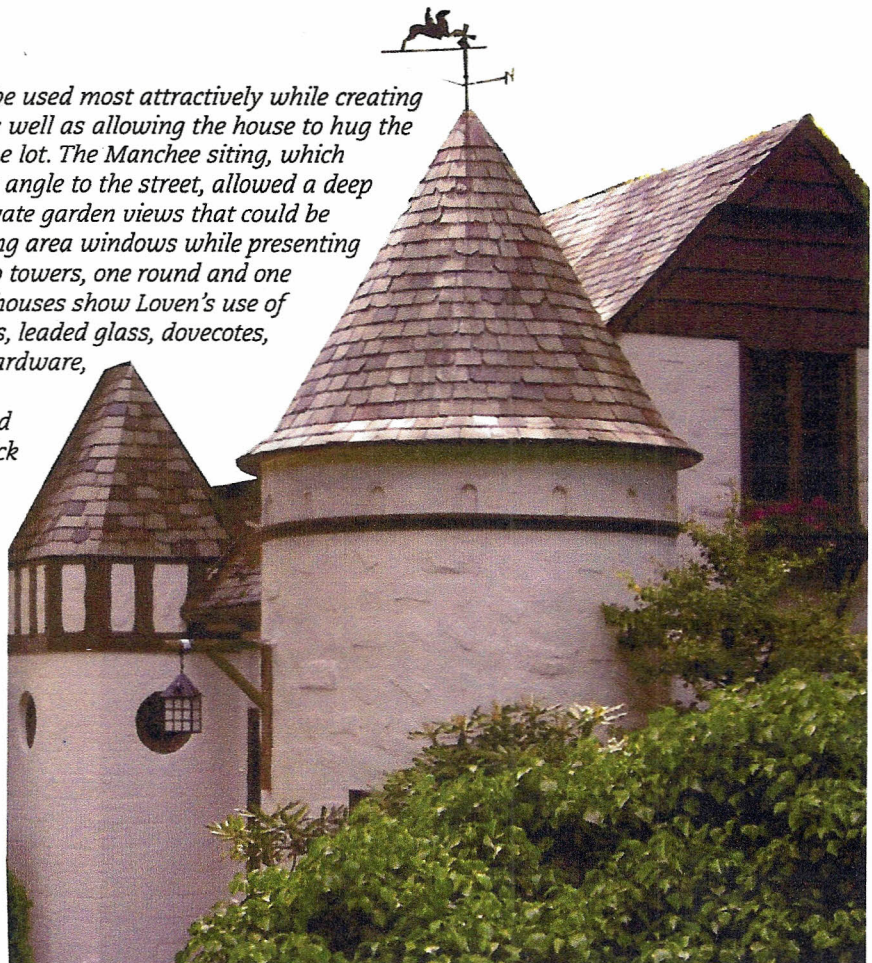 be used most attractively while creating
well as allowing the house to hug the
e lot. The Manchee siting, which
angle to the street, allowed a deep
vate garden views that could be
ng area windows while presenting
o towers, one round and one
houses show Loven's use of
s, leaded glass, dovecotes,
ardware,
d
ck